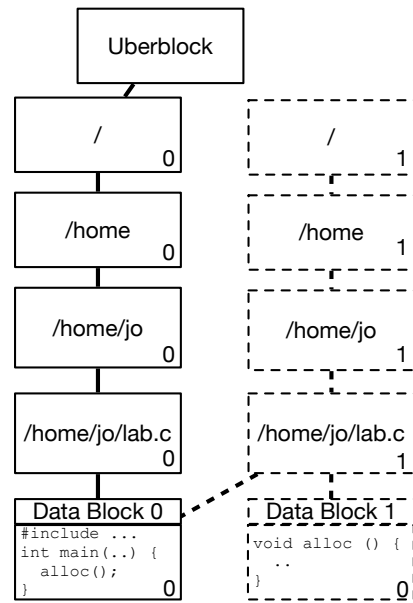 Uberblock
/
0
/
1
/home
0
/home
1
/home/jo
0
/home/jo
1
/home/jo/lab.c
0
/home/jo/lab.c
1
Data Block 0
#include ...
int main(..) {
alloc();
}
0
Data Block 1
void alloc () {
..
}
0